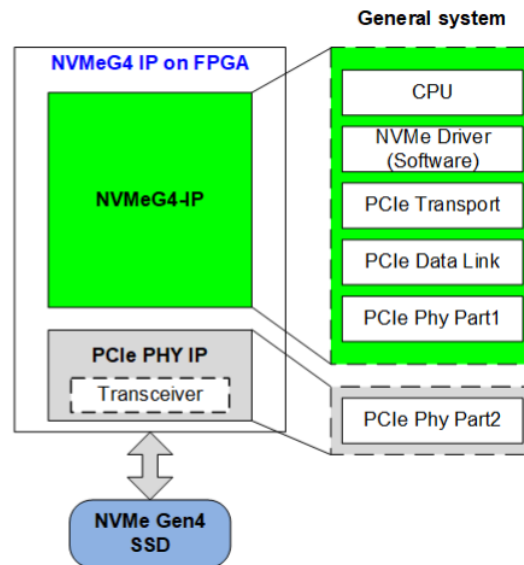 General system
NVMeG4 IP on FPGA
NVMeG4-IP
CPU
NVMe Driver
(Software)
PCIe Transport
PCIe Data Link
PCIe Phy Part1
PCIe PHY IP
Transceiver
PCIe Phy Part2
NVMe Gen4
SSD